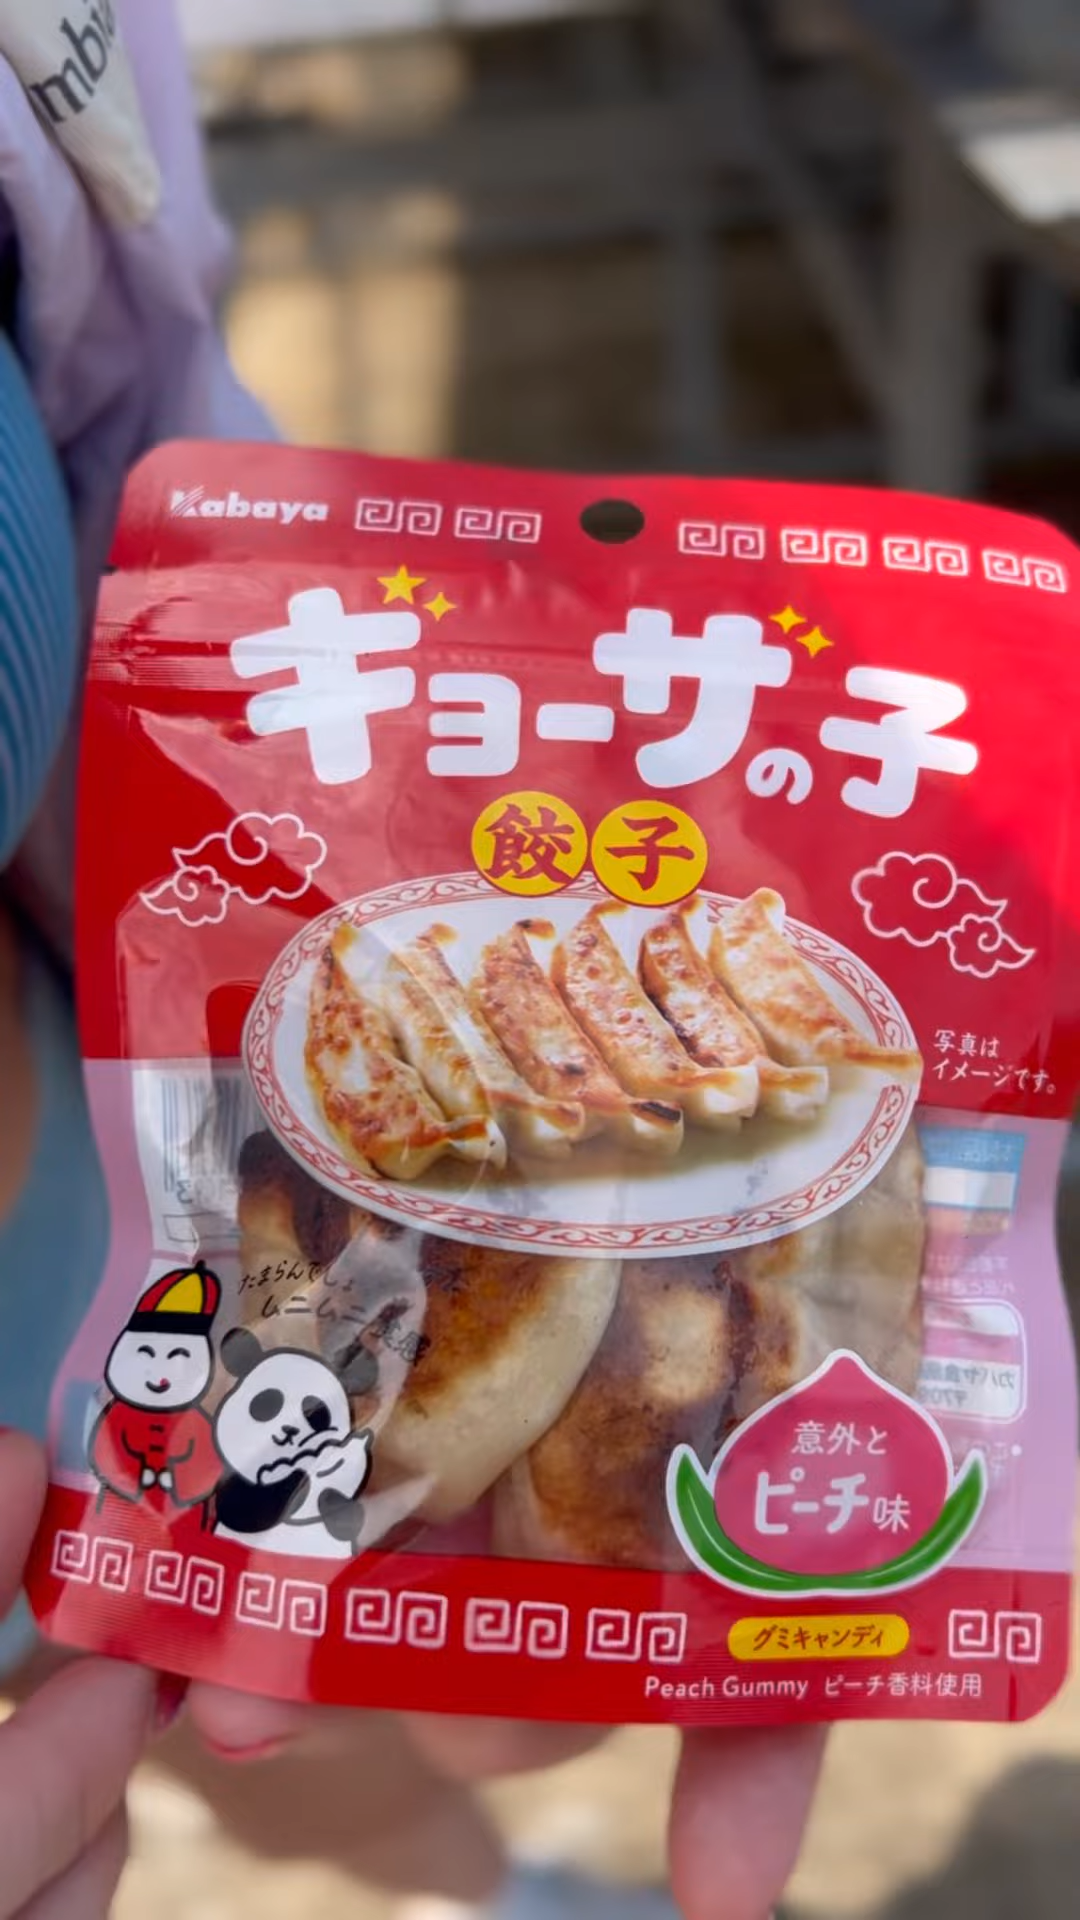 Kabaya
ギョーザの子
餃子
写真は
イメージです。
たまらんでしょ
ムニムニ食感
意外と
ピーチ味
グミキャンディ
Peach Gummy ピーチ香料使用